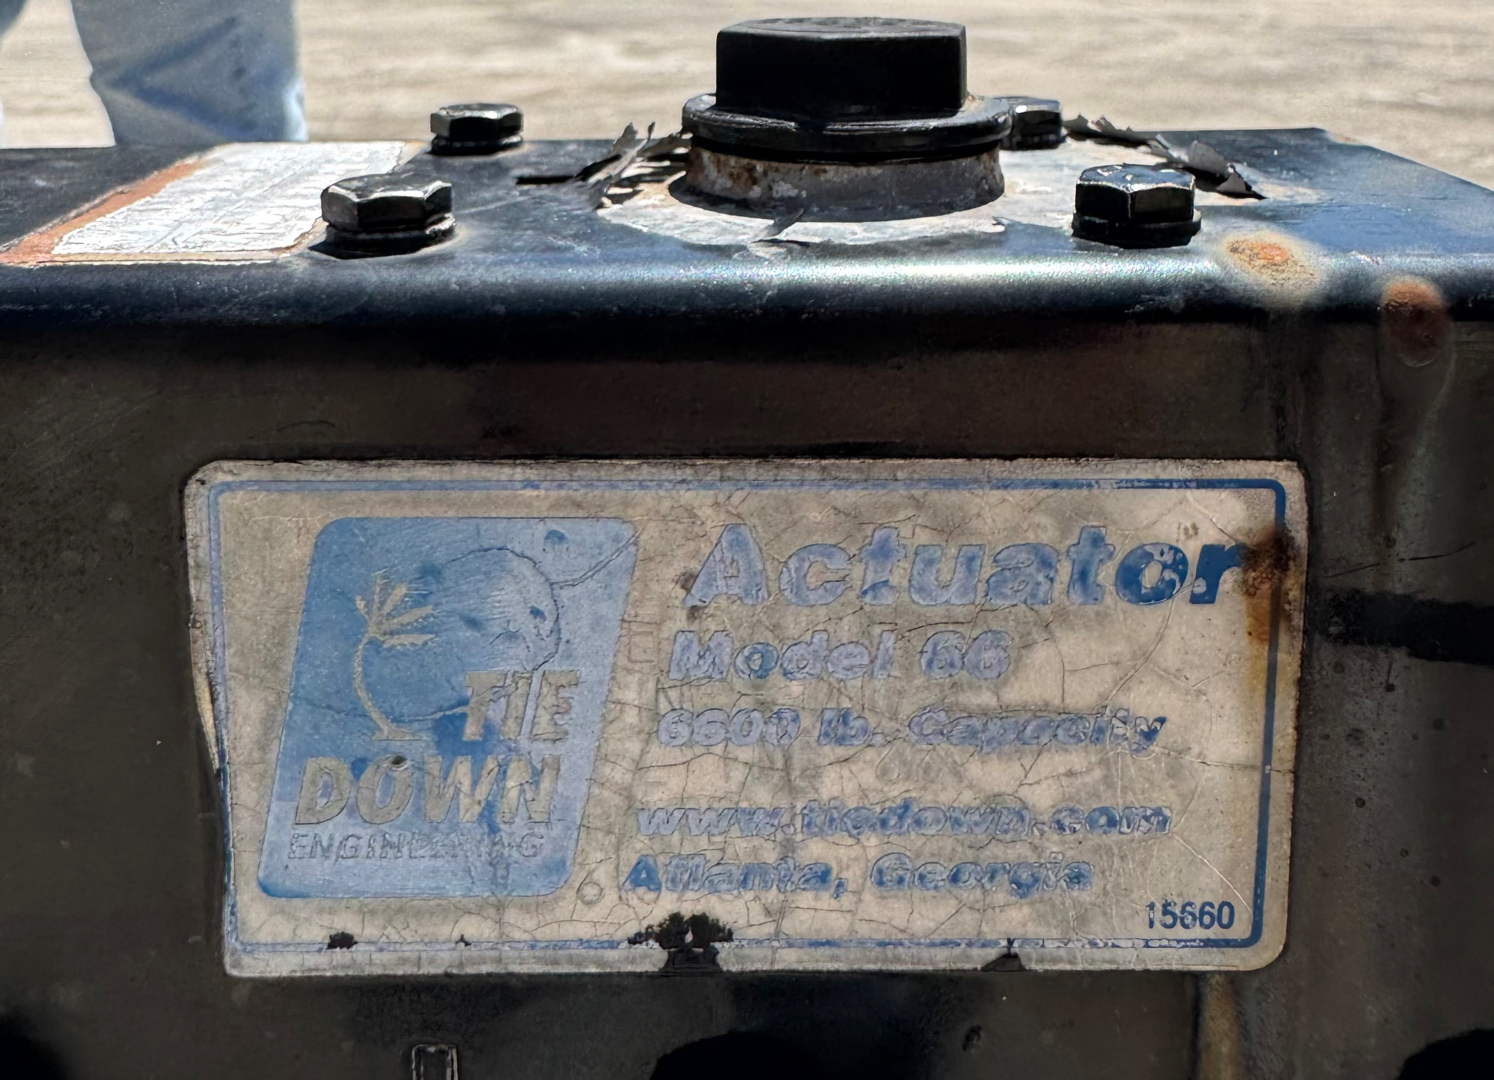 Actuator
Model 66
6600 lb. Capacity
www.tiedown.com
Atlanta, Georgia
15660
TIE
DOWN
ENGINEERING
®